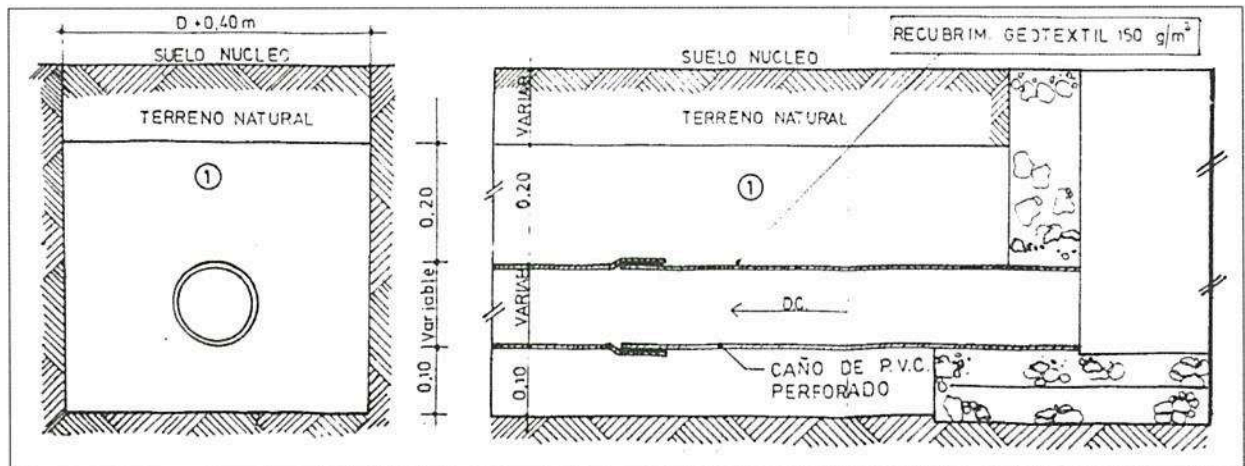 D + 0,40 m
SUELO NUCLEO
TERRENO NATURAL
1
0,20
Variable
0,10
RECUBRIM. GEOTEXTIL 150 g/m²
SUELO NUCLEO
VARIAB.
TERRENO NATURAL
1
0.20
VARIAB
D.C.
CAÑO DE P.V.C.
PERFORADO
0.10